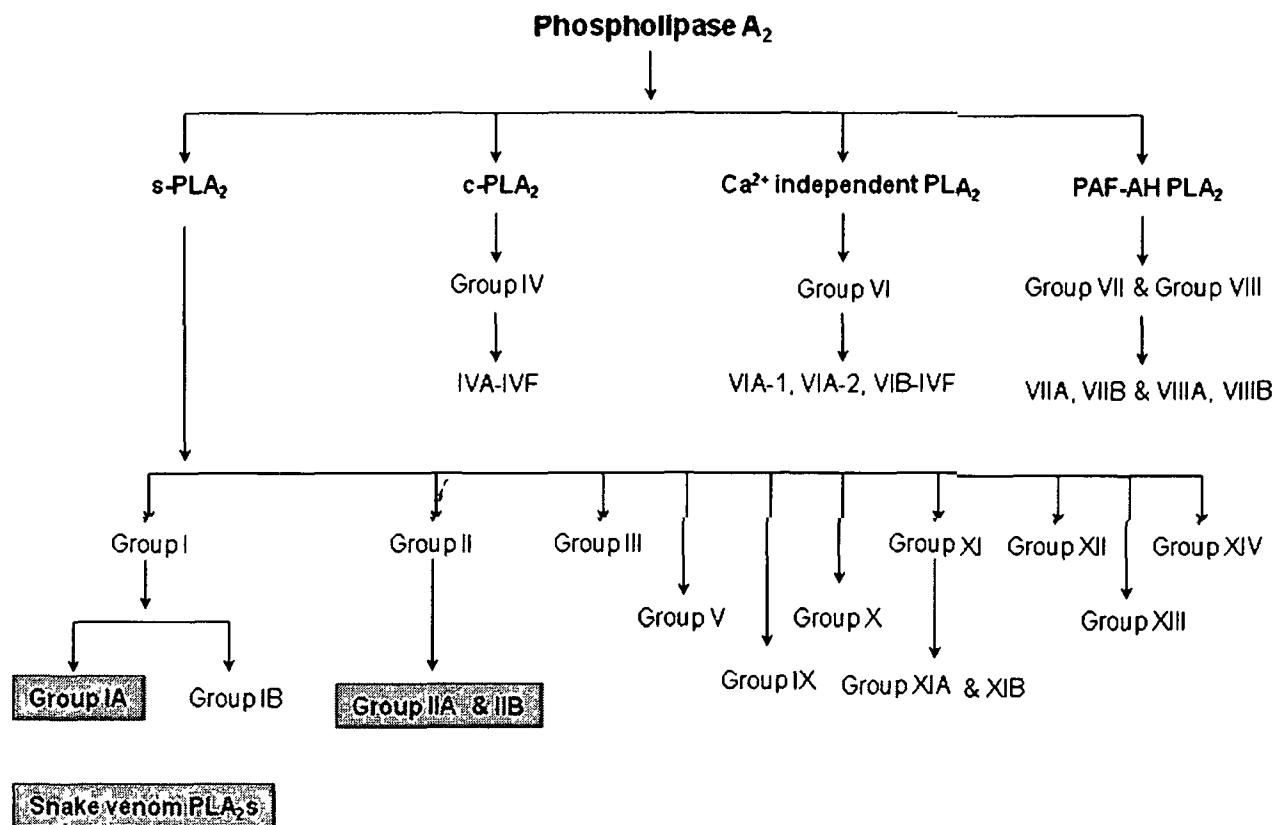 Phospholipase A₂
s-PLA₂
c-PLA₂
Ca²⁺ independent PLA₂
PAF-AH PLA₂
Group IV
Group VI
Group VII & Group VIII
IVA-IVF
VIA-1, VIA-2, VIB-IVF
VIIA, VIIB & VIIIA, VIIIB
Group I
Group II
Group III
Group XI
Group XII
Group XIV
Group V
Group X
Group XIII
Group IA
Group IB
Group IIA & IIB
Group IX
Group XIA & XIB
Snake venom PLA₂s